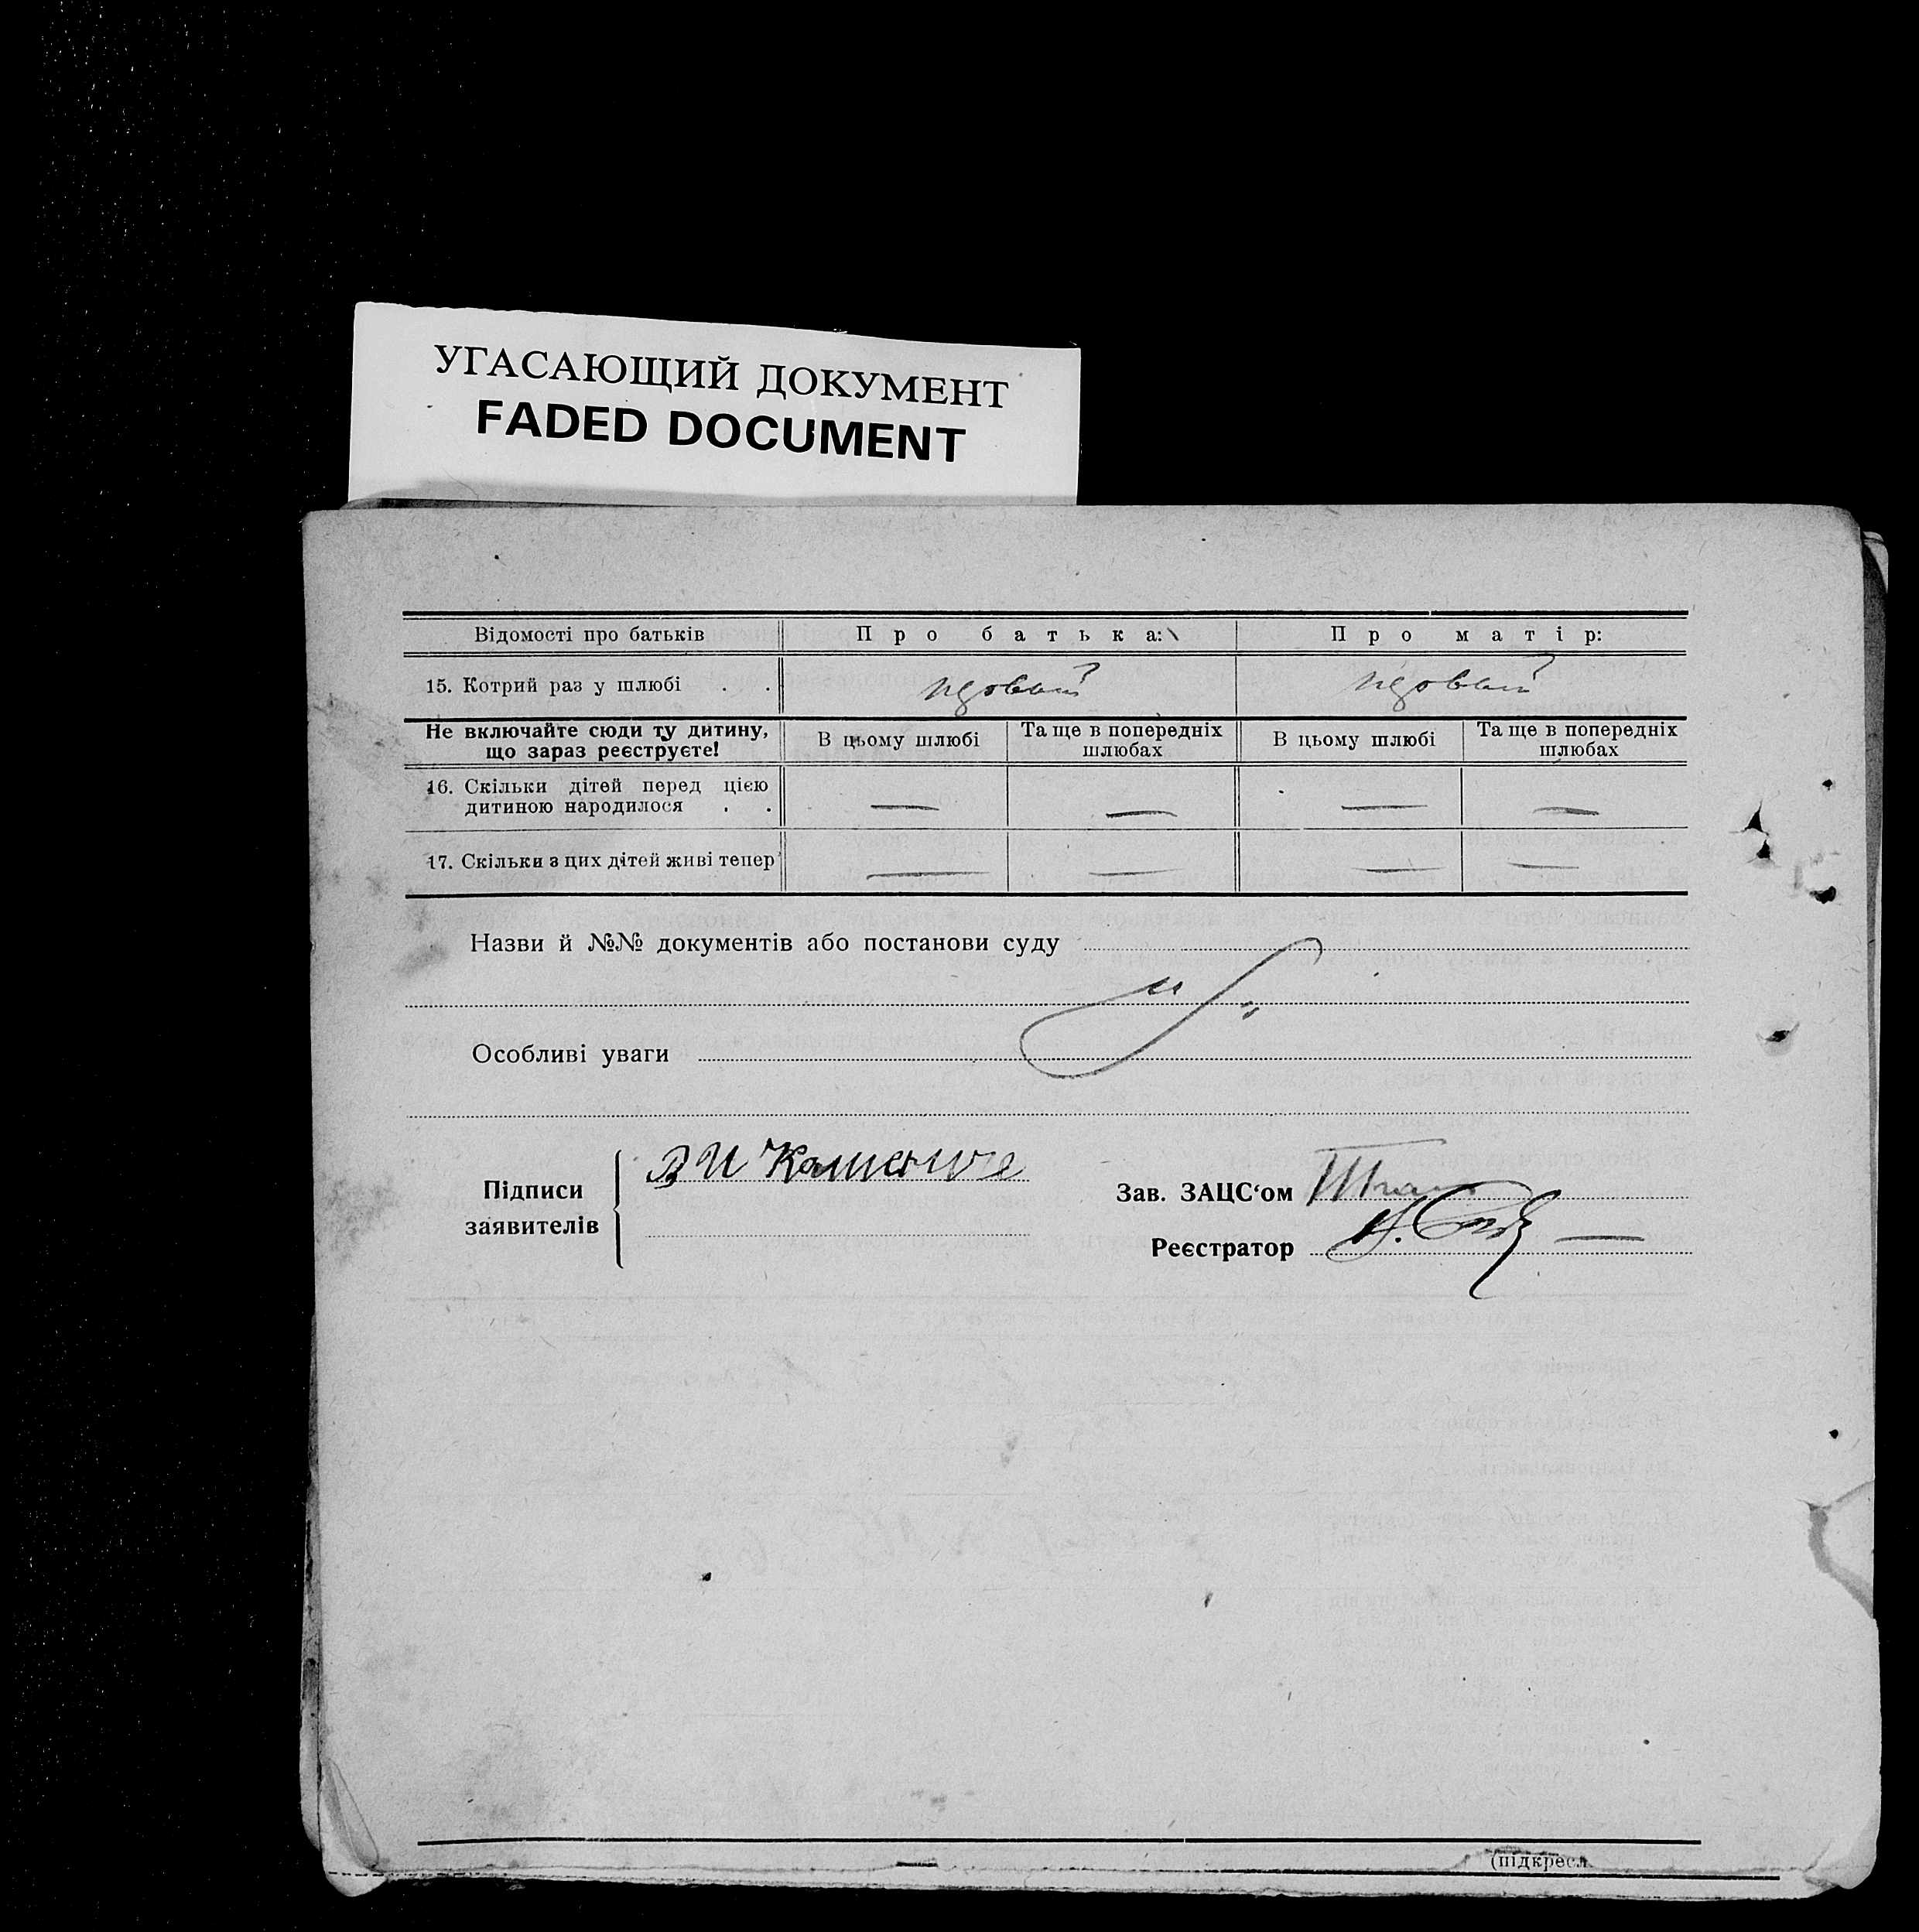 УГАСАЮЩИЙ ДОКУМЕНТ
FADED DOCUMENT
Відомості про батьків Про батька: Про матір:
15. Котрий раз у шлюбі . .
Не включайте сюди ту дитину, що зараз реєструєте! В цьому шлюбі Та ще в попередніх шлюбах В цьому шлюбі Та ще в попередніх шлюбах
16. Скільки дітей перед цією
дитиною народилося . . — — — —
17. Скільки з цих дітей живі тепер — — — —
Назви й №№ документів або постанови суду
Особливі уваги
Підписи
заявителів
Зав. ЗАЦС‘ом
Реєстратор
(підкресл